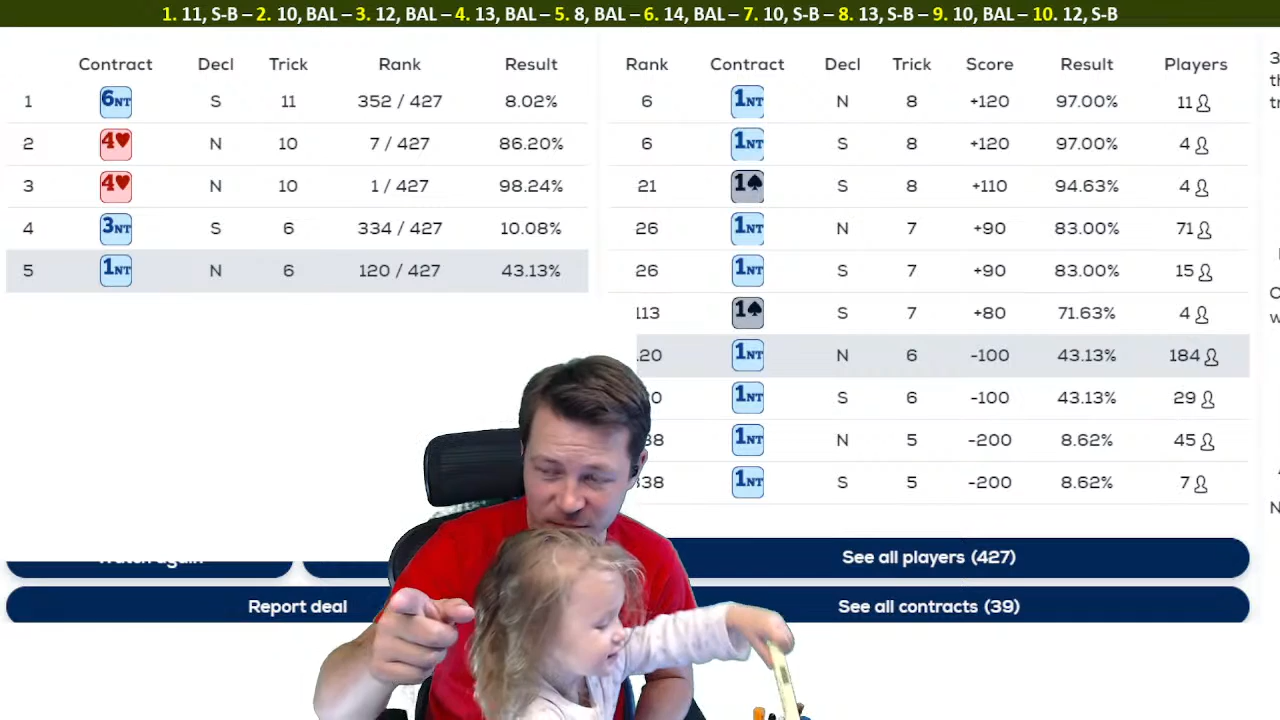 1. 11, S-B – 2. 10, BAL – 3. 12, BAL – 4. 13, BAL – 5. 8, BAL – 6. 14, BAL – 7. 10, S-B – 8. 13, S-B – 9. 10, BAL – 10. 12, S-B
Contract Decl Trick Rank Result
1 6NT S 11 352 / 427 8.02%
2 4♥ N 10 7 / 427 86.20%
3 4♥ N 10 1 / 427 98.24%
4 3NT S 6 334 / 427 10.08%
5 1NT N 6 120 / 427 43.13%
Report deal
Rank Contract Decl Trick Score Result Players
6 1NT N 8 +120 97.00% 11
6 1NT S 8 +120 97.00% 4
21 1♠ S 8 +110 94.63% 4
26 1NT N 7 +90 83.00% 71
26 1NT S 7 +90 83.00% 15
113 1♠ S 7 +80 71.63% 4
20 1NT N 6 -100 43.13% 184
0 1NT S 6 -100 43.13% 29
38 1NT N 5 -200 8.62% 45
338 1NT S 5 -200 8.62% 7
See all players (427)
See all contracts (39)